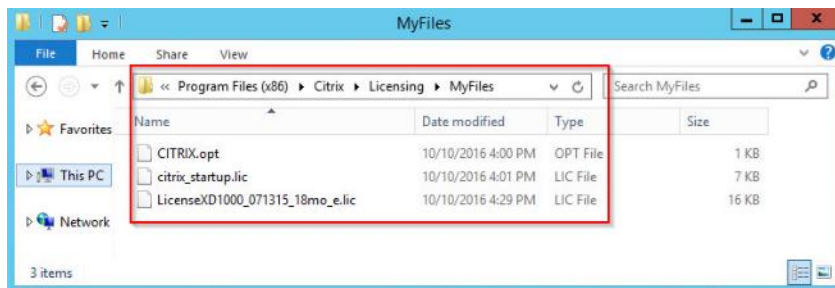 MyFiles
File Home Share View
« Program Files (x86) Citrix Licensing MyFiles Search MyFiles
Favorites
This PC
Network
Name Date modified Type Size
CITRIX.opt 10/10/2016 4:00 PM OPT File 1 KB
citrix_startup.lic 10/10/2016 4:01 PM LIC File 7 KB
LicenseXD1000_071315_18mo_e.lic 10/10/2016 4:29 PM LIC File 16 KB
3 items